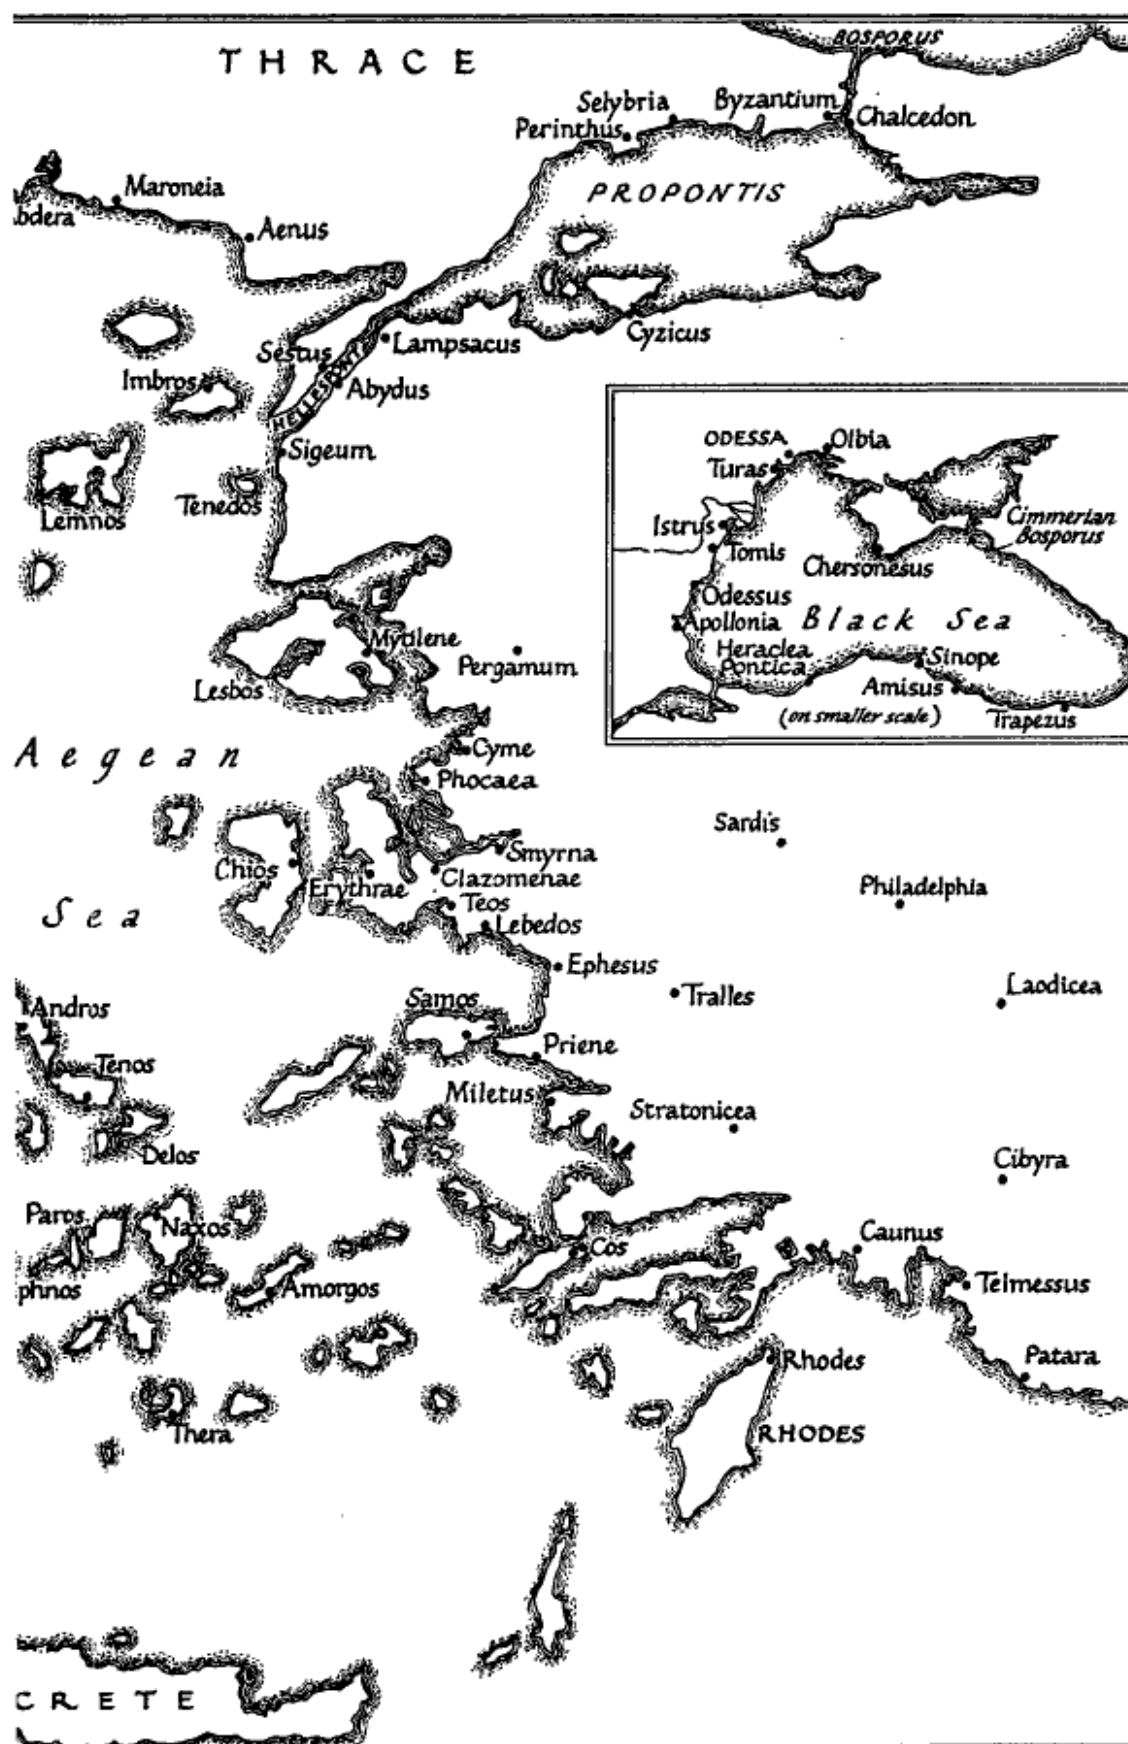 BOSPORUS
THRACE
Selybria
Byzantium
Perinthus
Chalcedon
Maroneia
PROPONTIS
bdera
Aenus
Cyzicus
Lampsacus
Sestus
HELLESPONT
Imbros
Abydus
Sigeum
Tenedos
Lemnos
ODESSA
Olbia
Turas
Istrus
Cimmerian
Bosporus
Tomis
Chersonesus
Odessus
Apollonia
Black Sea
Heraclea
Pontica
Sinope
Amisus
(on smaller scale)
Trapezus
Mytilene
Pergamum
Lesbos
Aegean
Cyme
Phocaea
Sardis
Smyrna
Chios
Erythrae
Clazomenae
Philadelphia
Teos
Sea
Lebedos
Ephesus
Laodicea
Tralles
Andros
Samos
Priene
Tenos
Miletus
Stratonicea
Delos
Cibyra
Paros
Naxos
Caunus
Cos
phnos
Amorgos
Telmessus
Rhodes
Patara
Thera
RHODES
CRETE